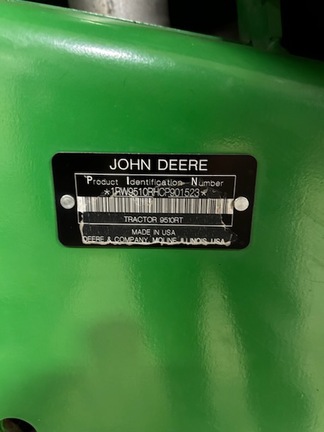 JOHN DEERE
Product Identification Number
*1RW9510RHCP901523*
TRACTOR 9510RT
MADE IN USA
DEERE & COMPANY MOLINE ILLINOIS USA